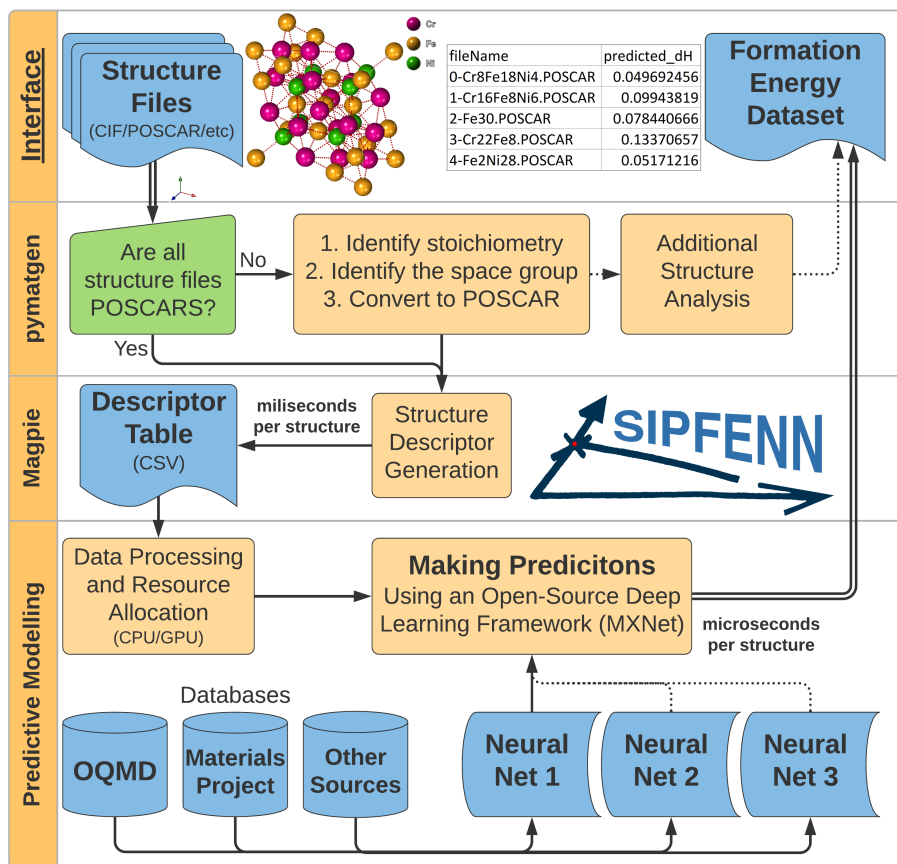 Interface
Structure
Files
(CIF/POSCAR/etc)
Cr
Fe
Ni
fileName predicted_dH
0-Cr8Fe18Ni4.POSCAR 0.049692456
1-Cr16Fe8Ni6.POSCAR 0.09943819
2-Fe30.POSCAR 0.078440666
3-Cr22Fe8.POSCAR 0.13370657
4-Fe2Ni28.POSCAR 0.05171216
Formation
Energy
Dataset
pymatgen
Are all
structure files
POSCARS?
No
Yes
1. Identify stoichiometry
2. Identify the space group
3. Convert to POSCAR
Additional
Structure
Analysis
Magpie
Descriptor
Table
(CSV)
miliseconds
per structure
Structure
Descriptor
Generation
SIPFENN
Predictive Modelling
Data Processing
and Resource
Allocation
(CPU/GPU)
Making Predicitons
Using an Open-Source Deep
Learning Framework (MXNet)
microseconds
per structure
Databases
OQMD
Materials
Project
Other
Sources
Neural
Net 1
Neural
Net 2
Neural
Net 3